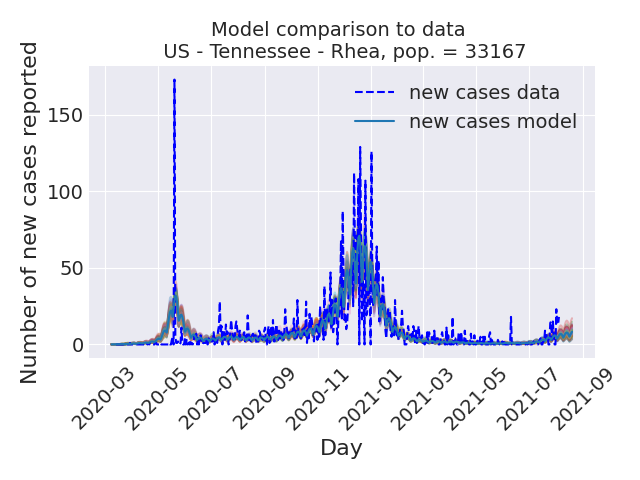 Model comparison to data
US - Tennessee - Rhea, pop. = 33167
Number of new cases reported
150
100
50
0
new cases data
new cases model
2020-03
2020-05
2020-07
2020-09
2020-11
2021-01
2021-03
2021-05
2021-07
2021-09
Day